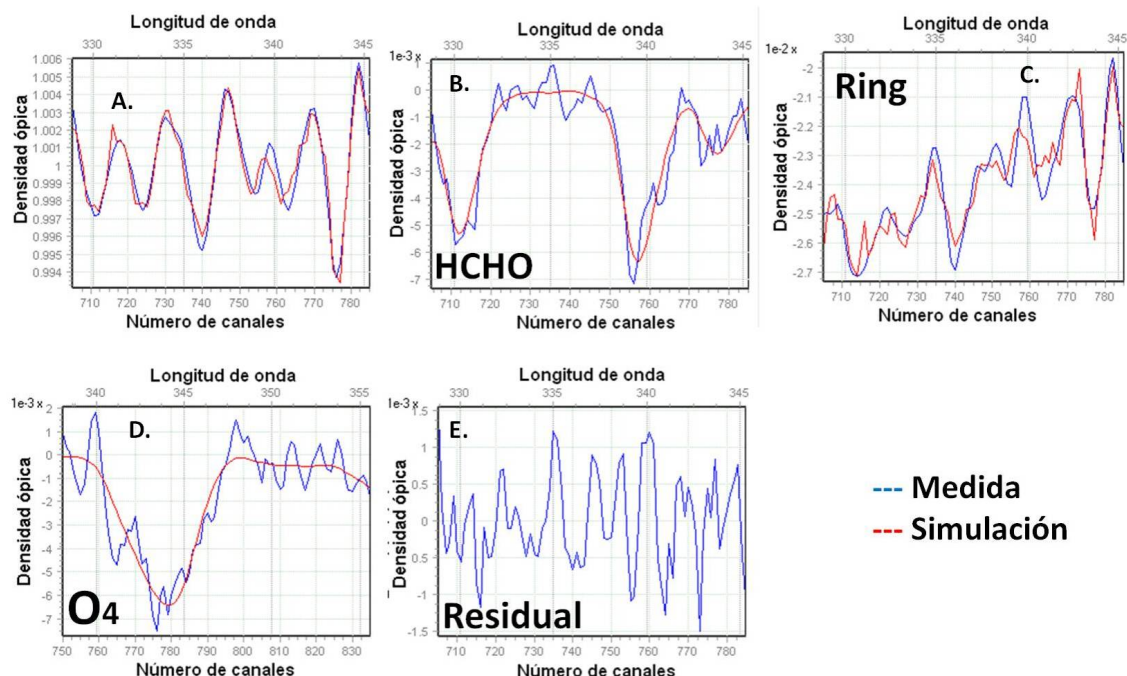 Longitud de onda
330 335 340 345
1.006
1.005
1.003
1.002
1.001
1
0.999
0.998
0.997
0.995
0.994
Densidad ópica
A.
710 720 730 740 750 760 770 780
Número de canales
Longitud de onda
330 335 340 345
1e-3 x
0
-1
-2
-3
-4
-5
-6
-7
Densidad ópica
B.
HCHO
710 720 730 740 750 760 770 780
Número de canales
Longitud de onda
330 335 340 345
1e-2 x
-2
-2.1
-2.2
-2.3
-2.4
-2.5
-2.6
-2.7
Densidad ópica
Ring
C.
710 720 730 740 750 760 770 780
Número de canales
Longitud de onda
340 345 350 355
1e-3 x
2
1
0
-1
-2
-3
-4
-5
-6
-7
Densidad ópica
D.
O4
750 760 770 780 790 800 810 820 830
Número de canales
Longitud de onda
330 335 340 345
1e-3 x
1.5
1
0.5
0
-0.5
-1
-1.5
Densidad ópica
E.
Residual
710 720 730 740 750 760 770 780
Número de canales
--- Medida
--- Simulación